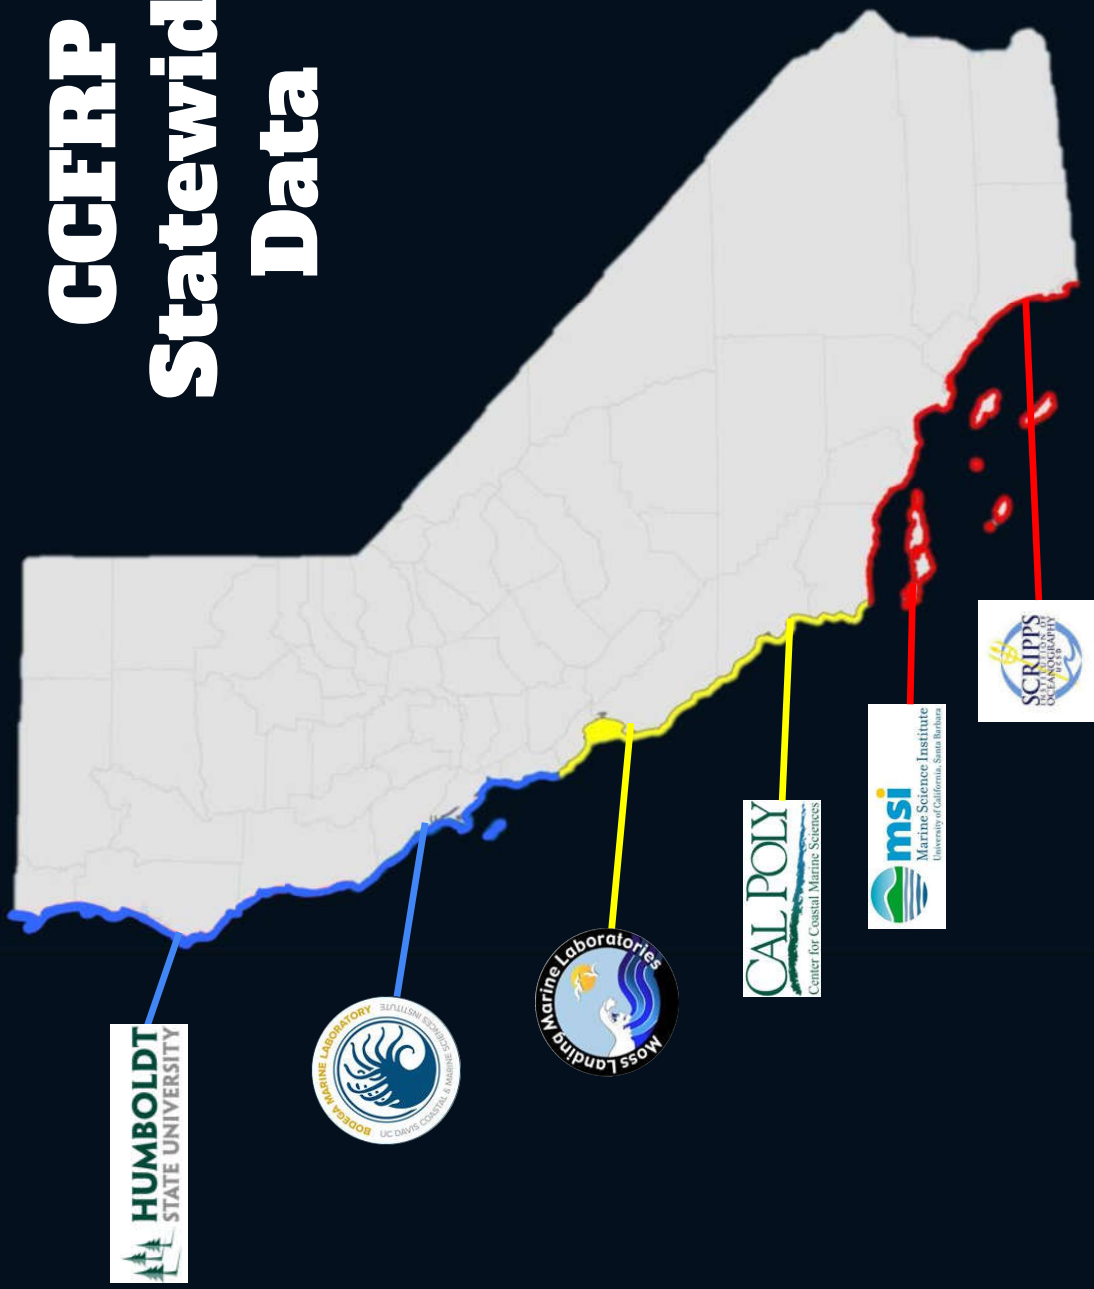 CCFRP
Statewid
Data
HUMBOLDT
STATE UNIVERSITY
BODEGA MARINE LABORATORY
UC DAVIS COASTAL & MARINE SCIENCES INSTITUTE
Moss Landing Marine Laboratories
CAL POLY
Center for Coastal Marine Sciences
msi
Marine Science Institute
University of California, Santa Barbara
SCRIPPS
INSTITUTION OF
OCEANOGRAPHY
UCSD